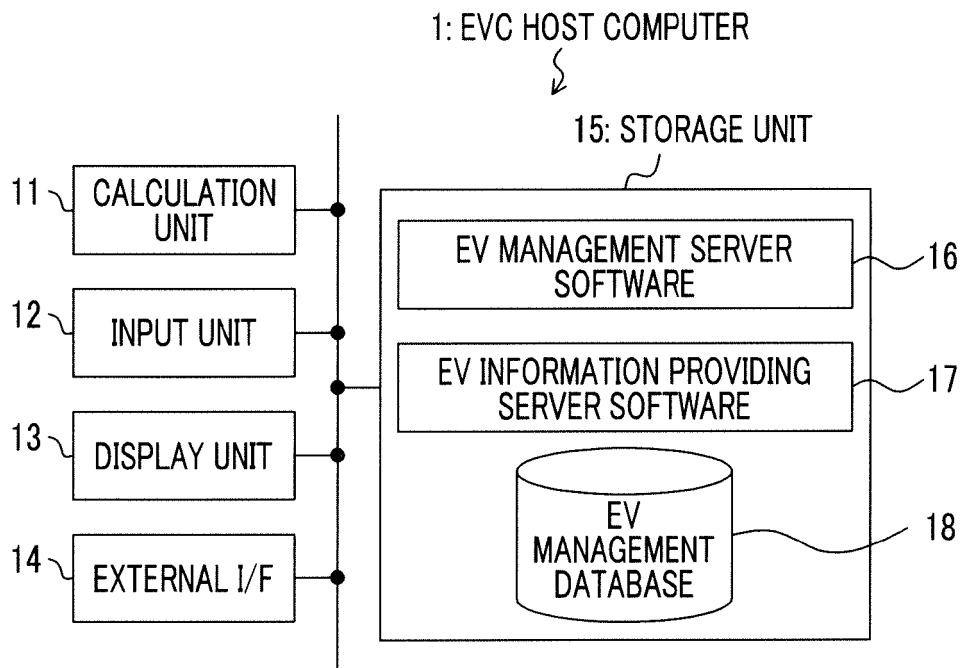 1: EVC HOST COMPUTER
15: STORAGE UNIT
11
CALCULATION
UNIT
12
INPUT UNIT
13
DISPLAY UNIT
14
EXTERNAL I/F
EV MANAGEMENT SERVER
SOFTWARE
16
EV INFORMATION PROVIDING
SERVER SOFTWARE
17
EV
MANAGEMENT
DATABASE
18